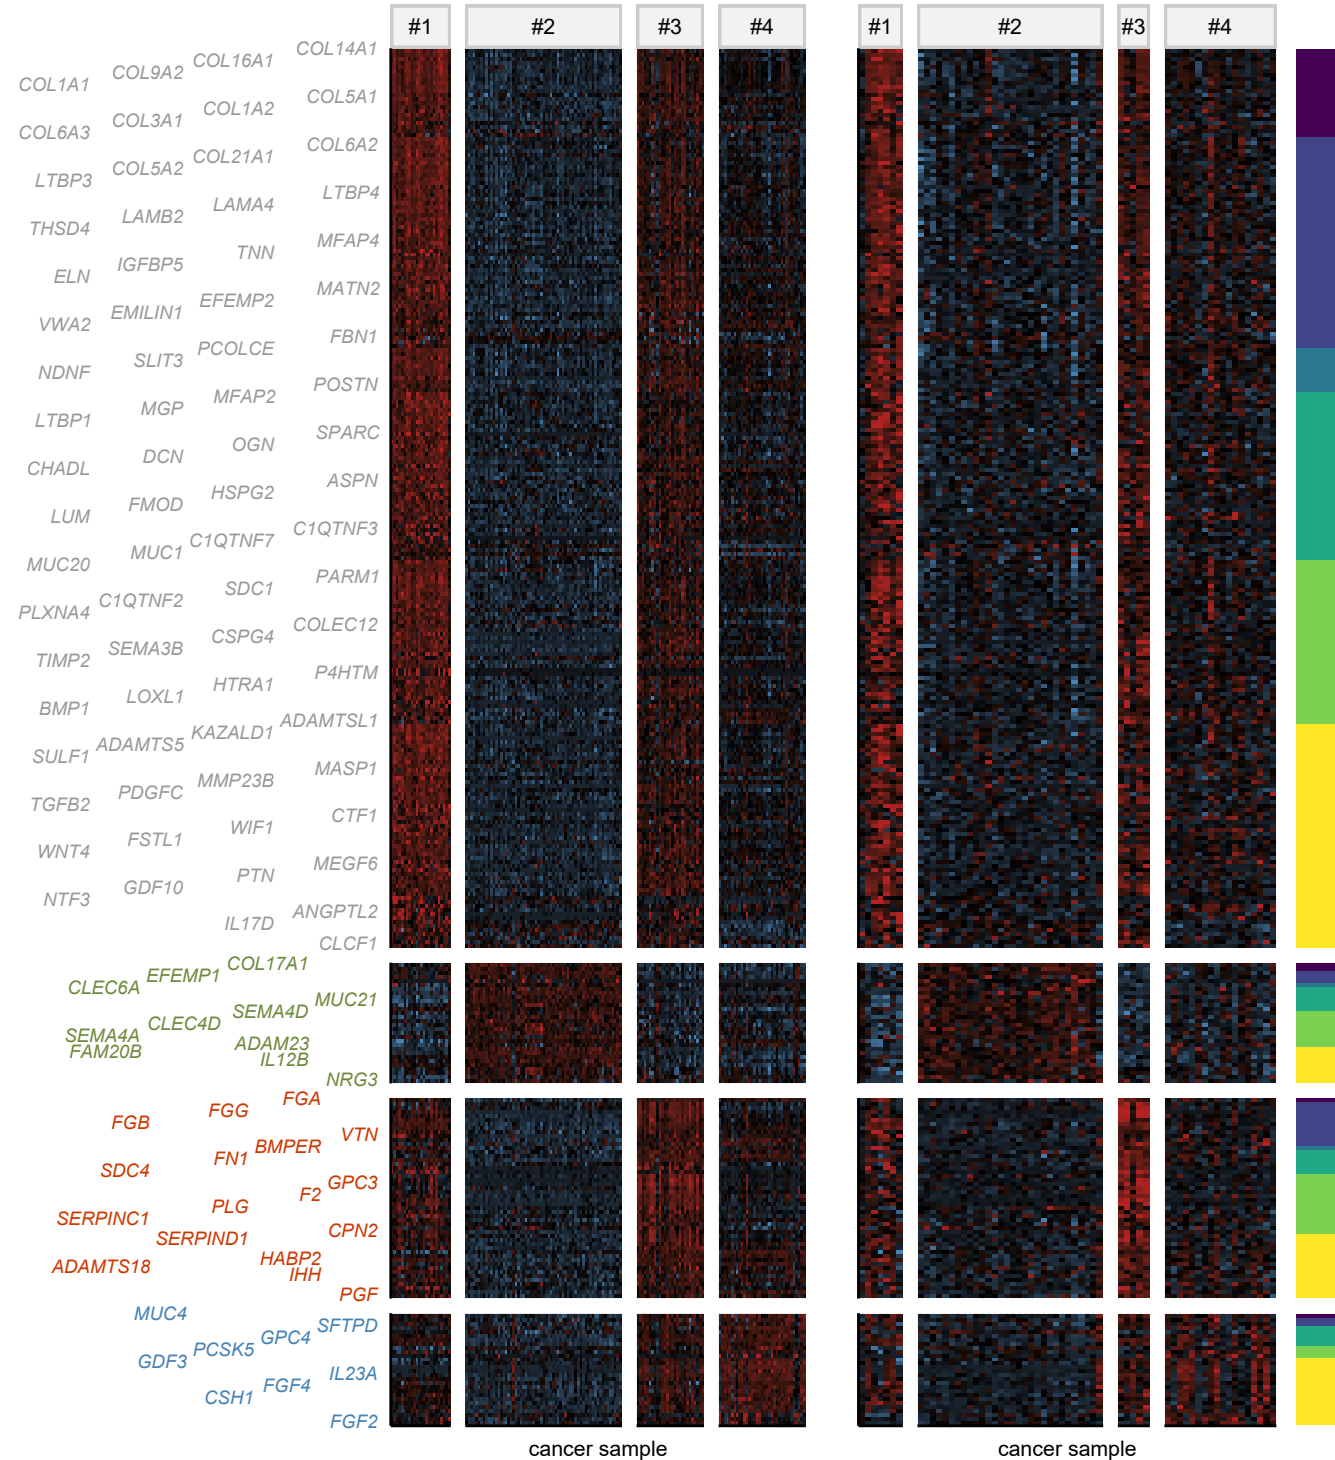 #1 #2 #3 #4 #1 #2 #3 #4
COL14A1
COL16A1
COL9A2
COL1A1
COL5A1
COL1A2
COL3A1
COL6A3
COL6A2
COL21A1
COL5A2
LTBP3
LTBP4
LAMA4
LAMB2
THSD4
MFAP4
TNN
IGFBP5
ELN
MATN2
EFEMP2
EMILIN1
VWA2
FBN1
PCOLCE
SLIT3
NDNF
POSTN
MFAP2
MGP
LTBP1
SPARC
OGN
DCN
CHADL
ASPN
HSPG2
FMOD
LUM
C1QTNF3
C1QTNF7
MUC1
MUC20
PARM1
SDC1
C1QTNF2
PLXNA4
COLEC12
CSPG4
SEMA3B
TIMP2
P4HTM
HTRA1
LOXL1
BMP1
ADAMTSL1
KAZALD1
ADAMTS5
SULF1
MASP1
MMP23B
PDGFC
TGFB2
CTF1
WIF1
FSTL1
WNT4
MEGF6
PTN
GDF10
NTF3
ANGPTL2
IL17D
CLCF1
COL17A1
EFEMP1
CLEC6A
MUC21
SEMA4D
CLEC4D
SEMA4A
ADAM23
FAM20B
IL12B
NRG3
FGA
FGG
FGB
VTN
BMPER
FN1
SDC4
GPC3
F2
PLG
SERPINC1
CPN2
SERPIND1
HABP2
ADAMTS18
IHH
PGF
MUC4
SFTPD
GPC4
PCSK5
GDF3
IL23A
FGF4
CSH1
FGF2
cancer sample cancer sample